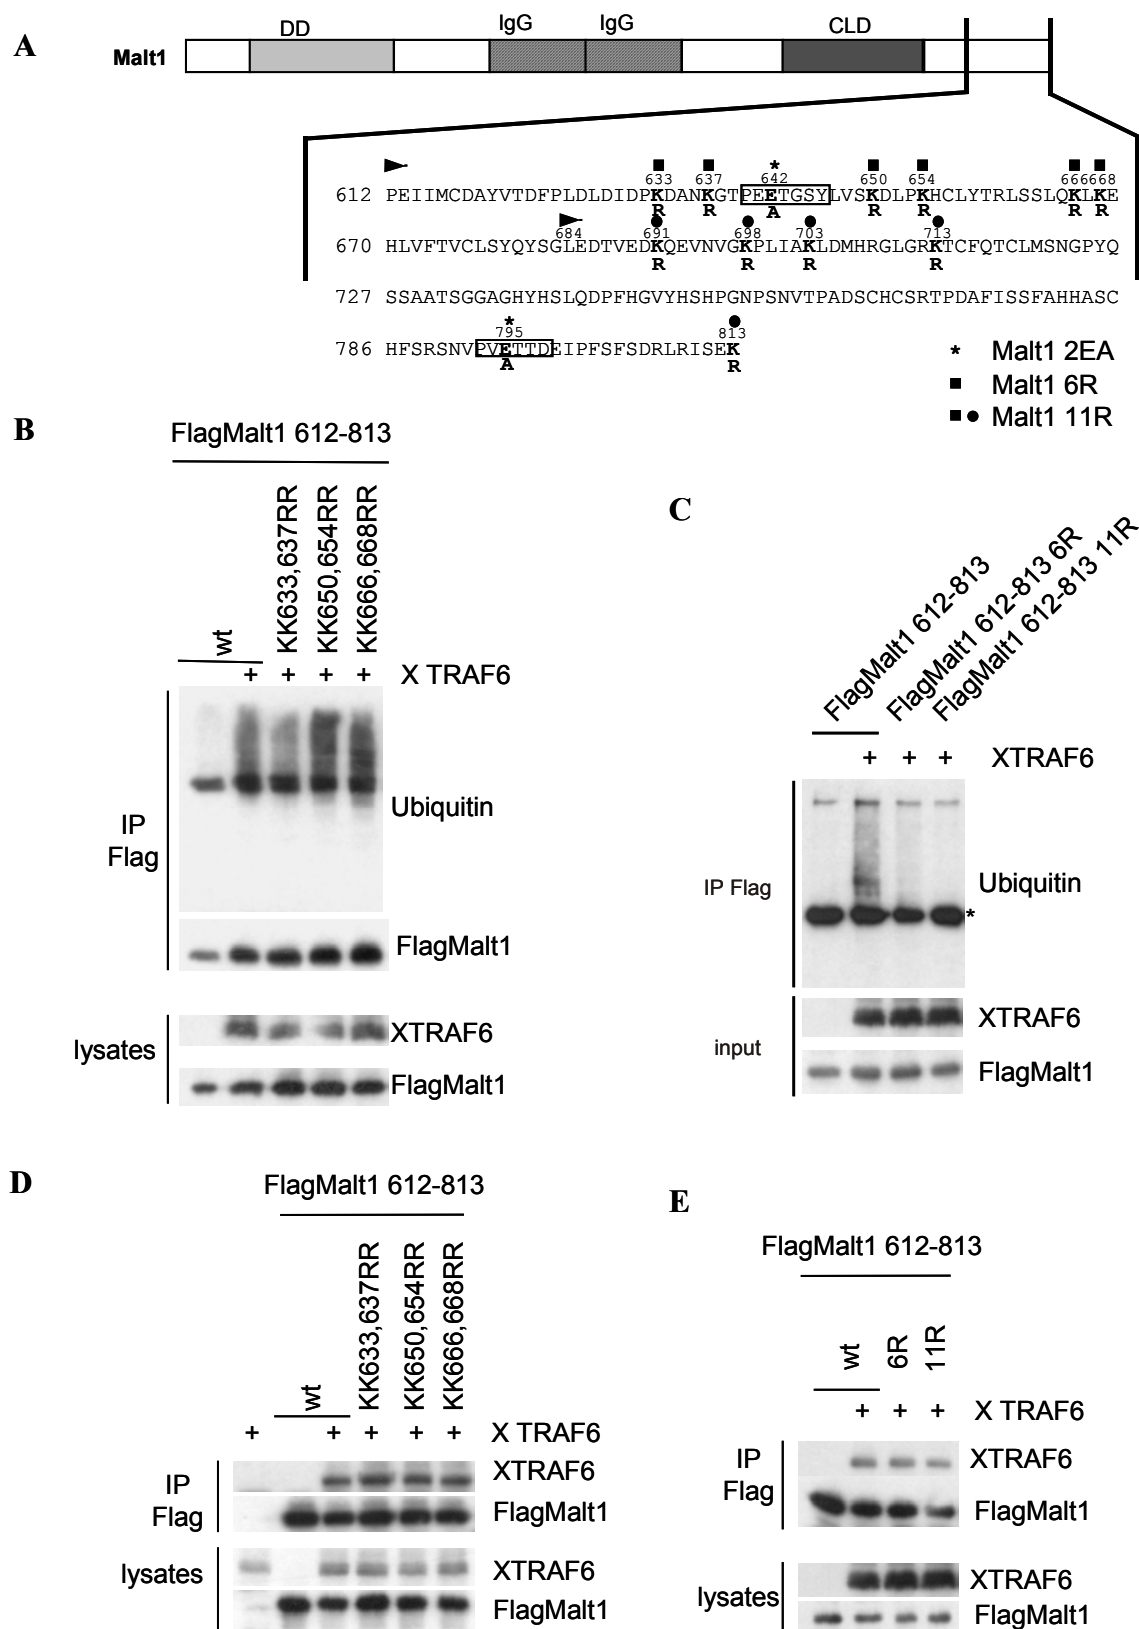 A
Malt1
DD
IgG
IgG
CLD
* 
633 637 642 650 654 666 668
612 PEIIMCDAYVTDFPLDLDIDPKDANKGTPEETGSYLVSKDLPKHCLYTRLSSLQKLKE
R R A R R R R
684 691 698 703 713
670 HLVFTVCLSYQYSGLEDTVEDKQEVNVGKPLIAKLDMHRGLGRKTCFQTCLMSNGPYQ
R R R R
727 SSAATSGGAGHYHSLQDPFHGVYHSHPGNPSNVTPADSCHCSRTPDAFISSFAHHASC
*
795 813
786 HFSRSNVPVETTDEIPFSFSDRLRISEK
A R
* Malt1 2EA
Malt1 6R
Malt1 11R
B
FlagMalt1 612-813
wt
KK633,637RR
KK650,654RR
KK666,668RR
+ + + + X TRAF6
IP
Flag
Ubiquitin
FlagMalt1
lysates
XTRAF6
FlagMalt1
C
FlagMalt1 612-813
FlagMalt1 612-813 6R
FlagMalt1 612-813 11R
+ + + XTRAF6
IP Flag
Ubiquitin
*
input
XTRAF6
FlagMalt1
D
FlagMalt1 612-813
wt
KK633,637RR
KK650,654RR
KK666,668RR
+ + + + + X TRAF6
IP
Flag
XTRAF6
FlagMalt1
lysates
XTRAF6
FlagMalt1
E
FlagMalt1 612-813
wt
6R
11R
+ + + X TRAF6
IP
Flag
XTRAF6
FlagMalt1
lysates
XTRAF6
FlagMalt1